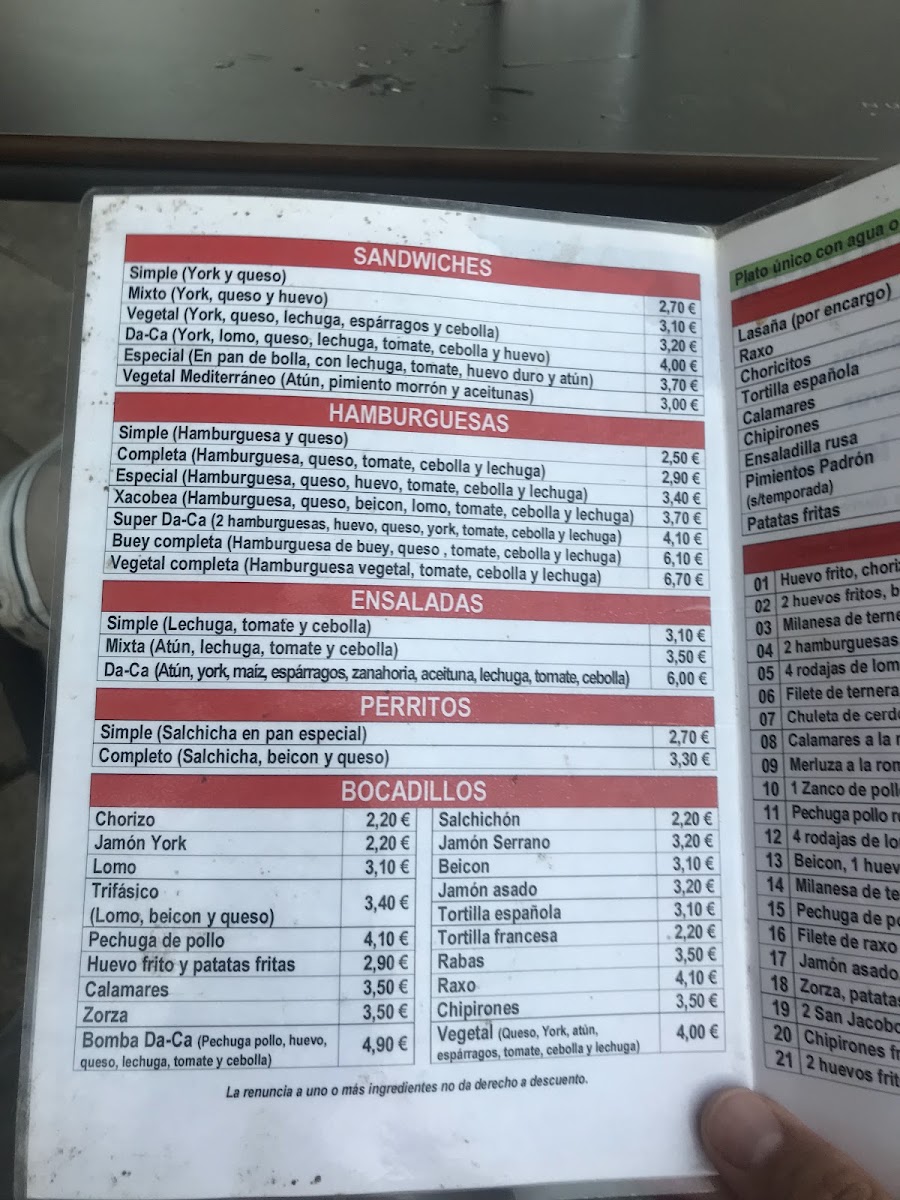 SANDWICHES
Simple (York y queso) 2,70 €
Mixto (York, queso y huevo) 3,10 €
Vegetal (York, queso, lechuga, espárragos y cebolla) 3,20 €
Da-Ca (York, lomo, queso, lechuga, tomate, cebolla y huevo) 4,00 €
Especial (En pan de bolla, con lechuga, tomate, huevo duro y atún) 3,70 €
Vegetal Mediterráneo (Atún, pimiento morrón y aceitunas) 3,00 €
HAMBURGUESAS
Simple (Hamburguesa y queso) 2,50 €
Completa (Hamburguesa, queso, tomate, cebolla y lechuga) 2,90 €
Especial (Hamburguesa, queso, huevo, tomate, cebolla y lechuga) 3,40 €
Xacobea (Hamburguesa, queso, beicon, lomo, tomate, cebolla y lechuga) 3,70 €
Super Da-Ca (2 hamburguesas, huevo, queso, york, tomate, cebolla y lechuga) 4,10 €
Buey completa (Hamburguesa de buey, queso , tomate, cebolla y lechuga) 6,10 €
Vegetal completa (Hamburguesa vegetal, tomate, cebolla y lechuga) 6,70 €
ENSALADAS
Simple (Lechuga, tomate y cebolla) 3,10 €
Mixta (Atún, lechuga, tomate y cebolla) 3,50 €
Da-Ca (Atún, york, maíz, espárragos, zanahoria, aceituna, lechuga, tomate, cebolla) 6,00 €
PERRITOS
Simple (Salchicha en pan especial) 2,70 €
Completo (Salchicha, beicon y queso) 3,30 €
BOCADILLOS
Chorizo 2,20 €
Jamón York 2,20 €
Lomo 3,10 €
Trifásico
(Lomo, beicon y queso) 3,40 €
Pechuga de pollo 4,10 €
Huevo frito y patatas fritas 2,90 €
Calamares 3,50 €
Zorza 3,50 €
Bomba Da-Ca (Pechuga pollo, huevo,
queso, lechuga, tomate y cebolla) 4,90 €
Salchichón 2,20 €
Jamón Serrano 3,20 €
Beicon 3,10 €
Jamón asado 3,20 €
Tortilla española 3,10 €
Tortilla francesa 2,20 €
Rabas 3,50 €
Raxo 4,10 €
Chipirones 3,50 €
Vegetal (Queso, York, atún,
espárragos, tomate, cebolla y lechuga) 4,00 €
La renuncia a uno o más ingredientes no da derecho a descuento.
Plato único con agua o
Lasaña (por encargo)
Raxo
Choricitos
Tortilla española
Calamares
Chipirones
Ensaladilla rusa
Pimientos Padrón
(s/temporada)
Patatas fritas
01 Huevo frito, chori
02 2 huevos fritos, b
03 Milanesa de terne
04 2 hamburguesas
05 4 rodajas de lom
06 Filete de ternera
07 Chuleta de cerd
08 Calamares a la r
09 Merluza a la ron
10 1 Zanco de poll
11 Pechuga pollo r
12 4 rodajas de lo
13 Beicon, 1 huev
14 Milanesa de te
15 Pechuga de po
16 Filete de raxo
17 Jamón asado
18 Zorza, patatas
19 2 San Jacobo
20 Chipirones fr
21 2 huevos frit